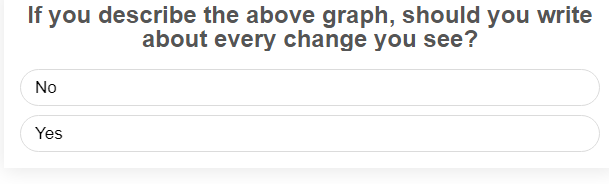 If you describe the above graph, should you write
about every change you see?
No
Yes